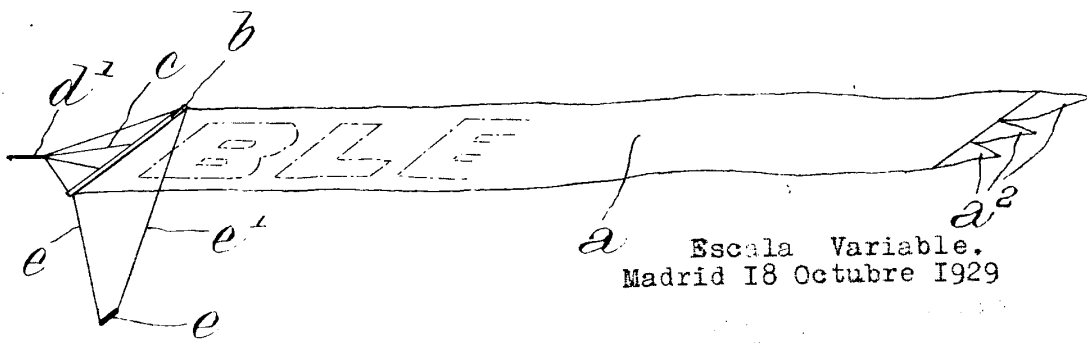 b
c
d¹
BLE
a
a²
e
e¹
e
Escala Variable.
Madrid I8 Octubre I929